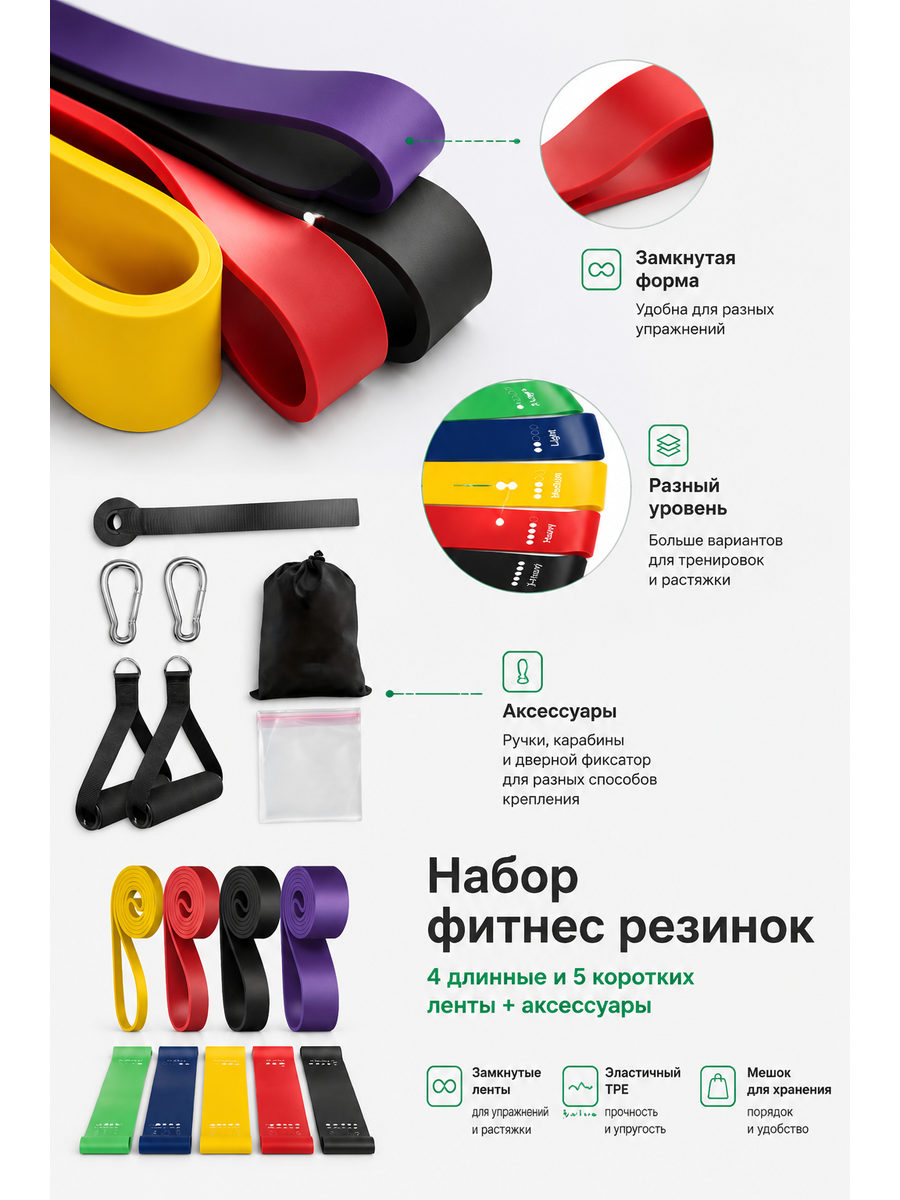 Замкнутая
форма
Удобна для разных
упражнений
Light
Medium
Heavy
Разный
уровень
Больше вариантов
для тренировок
и растяжки
Аксессуары
Ручки, карабины
и дверной фиксатор
для разных способов
крепления
Набор
фитнес резинок
4 длинные и 5 коротких
ленты + аксессуары
Замкнутые
ленты
для упражнений
и растяжки
Эластичный
TPE
прочность
и упругость
Мешок
для хранения
порядок
и удобство